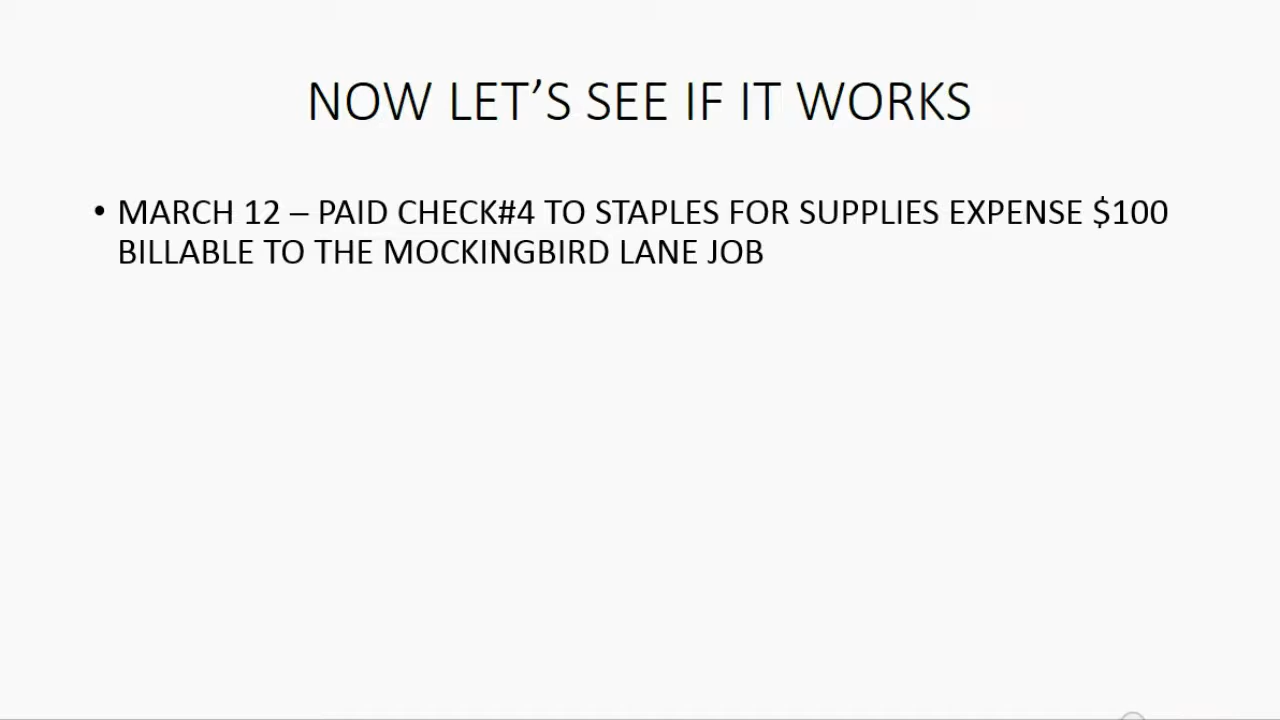 NOW LET’S SEE IF IT WORKS
• MARCH 12 – PAID CHECK#4 TO STAPLES FOR SUPPLIES EXPENSE $100
BILLABLE TO THE MOCKINGBIRD LANE JOB